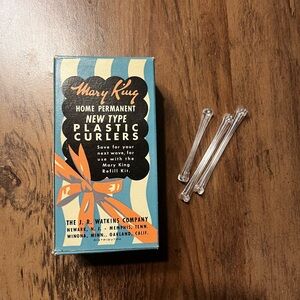 Mary King
HOME PERMANENT
NEW TYPE
PLASTIC
CURLERS
Save for your
next wave, for
use with the
Mary King
Refill Kit.
THE J. R. WATKINS COMPANY
NEWARK, N. J. - MEMPHIS, TENN.
WINONA, MINN., OAKLAND, CALIF.
DISTRIBUTOR